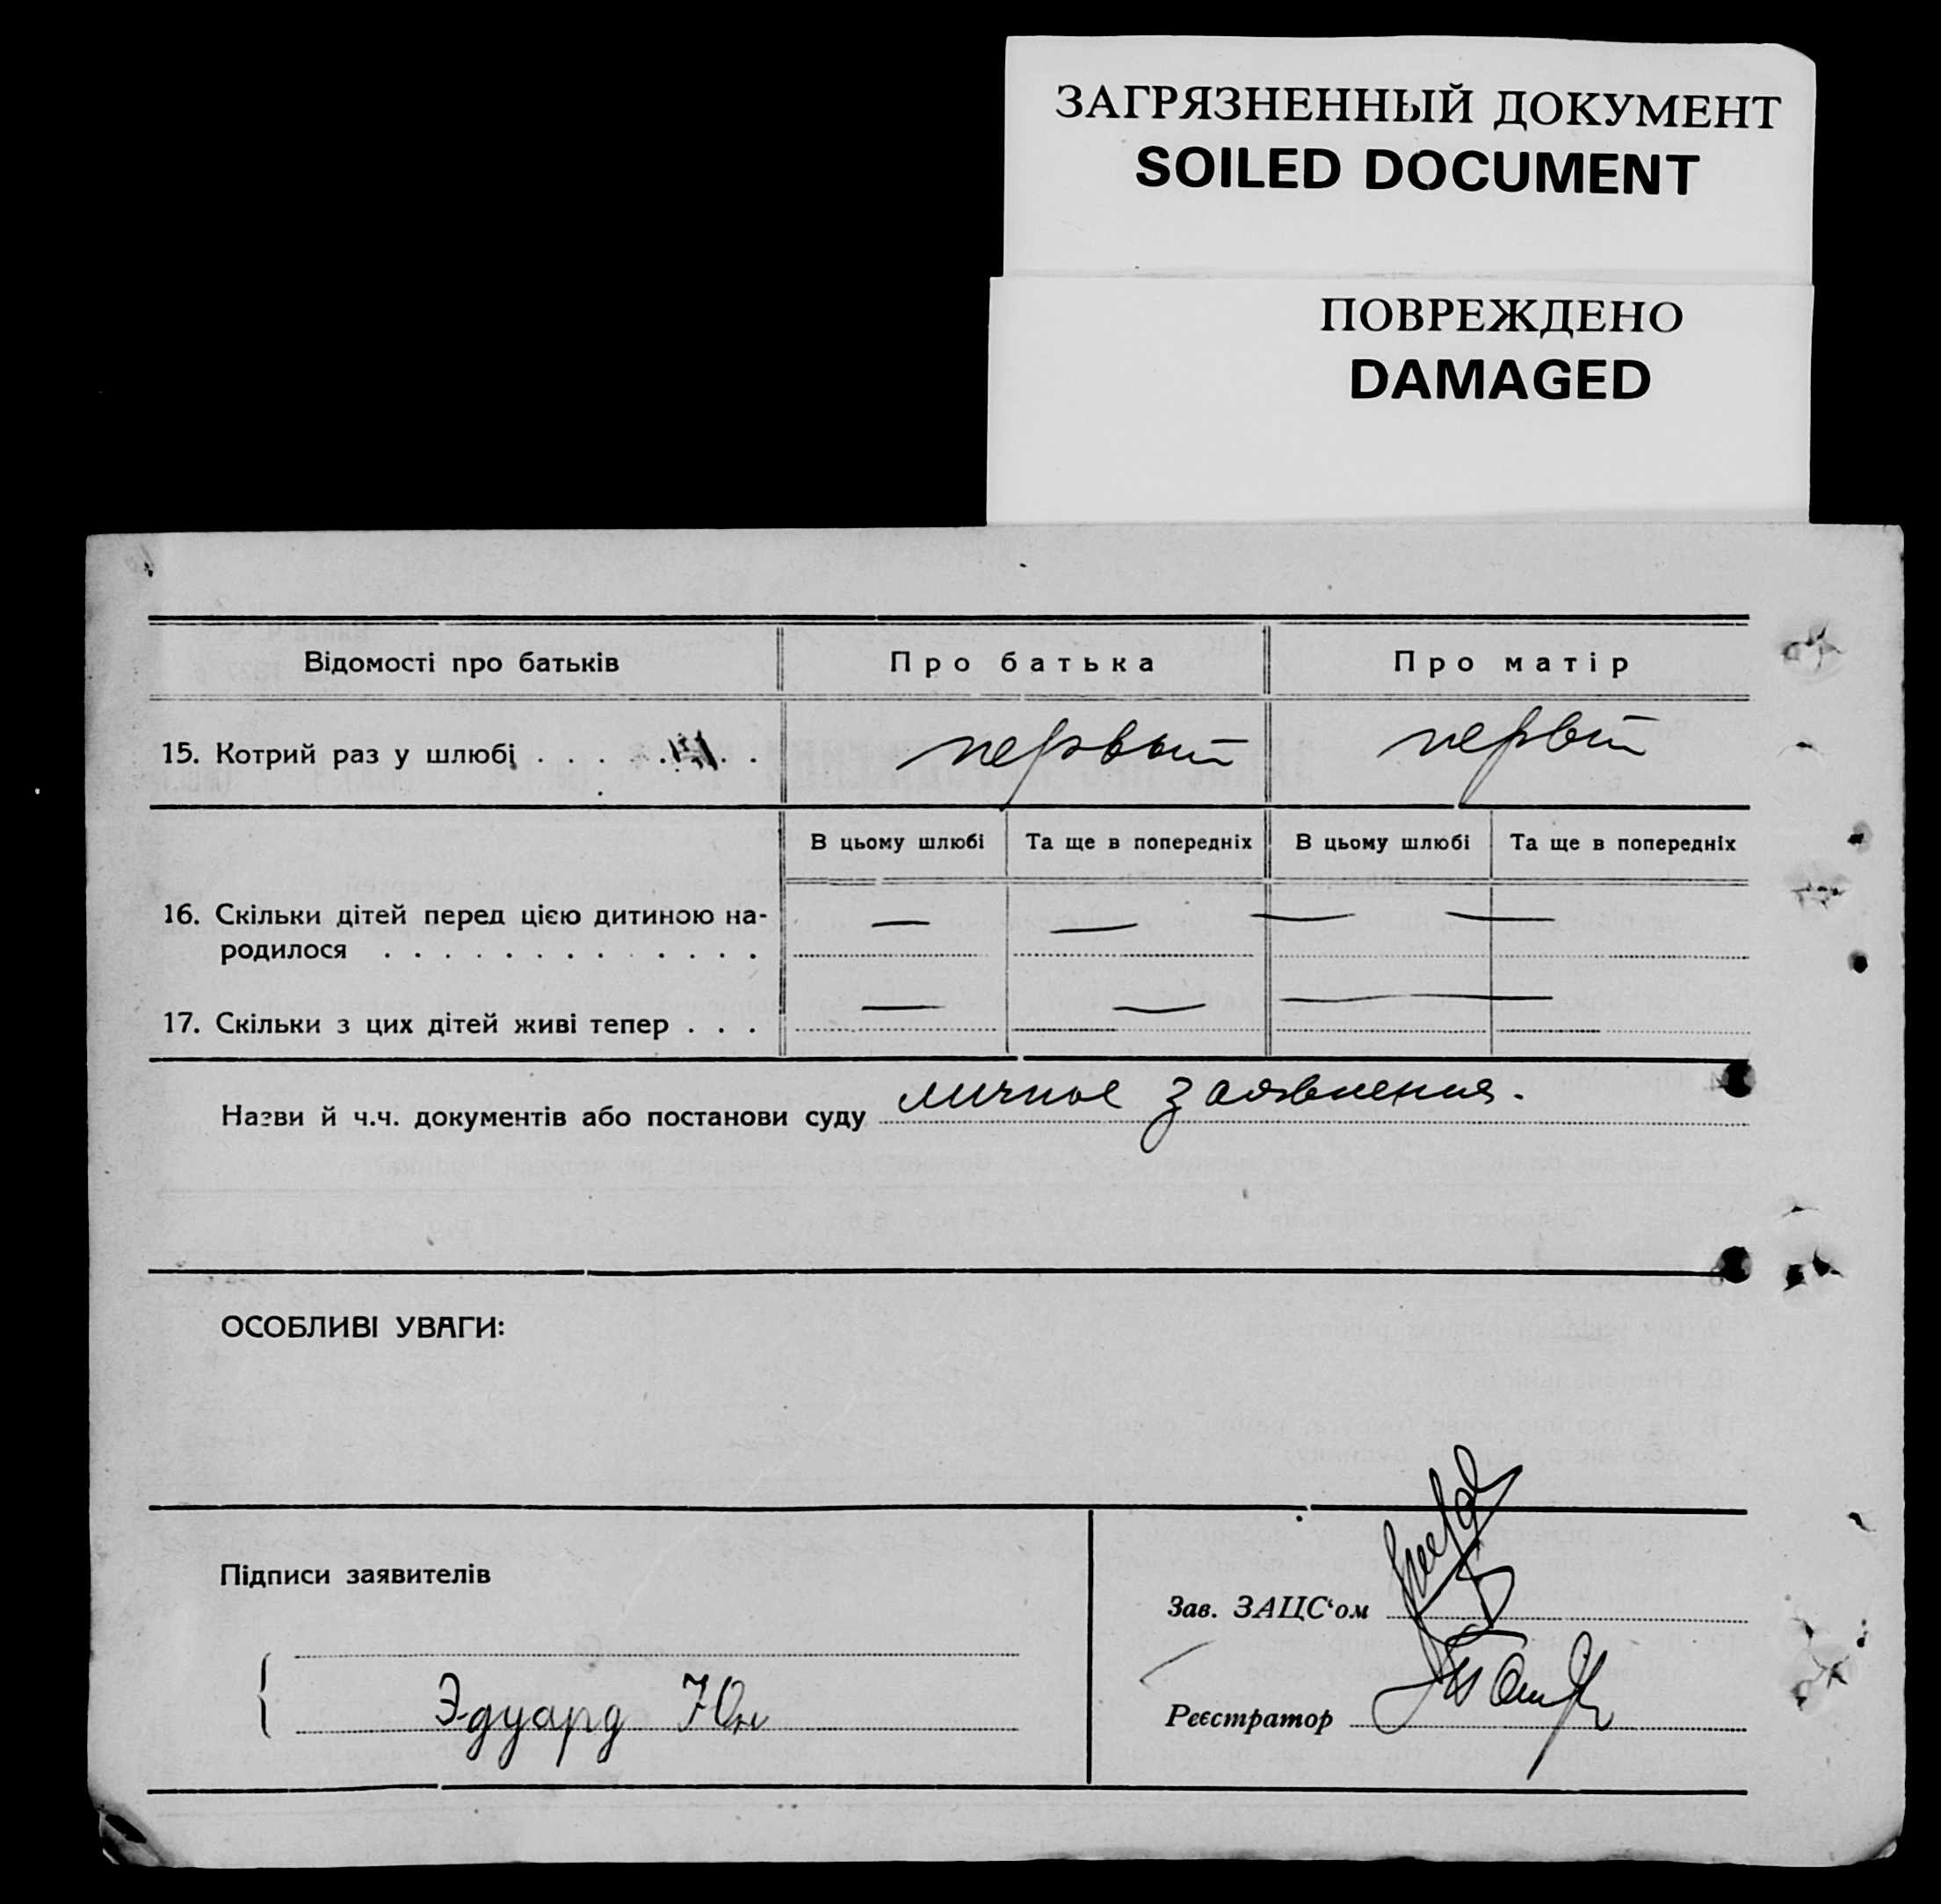 ЗАГРЯЗНЕННЫЙ ДОКУМЕНТ
SOILED DOCUMENT
ПОВРЕЖДЕНО
DAMAGED
Відомості про батьків Про батька Про матір
15. Котрий раз у шлюбі . . . . . . . первый первый
В цьому шлюбі Та ще в попередніх В цьому шлюбі Та ще в попередніх
16. Скільки дітей перед цією дитиною на-
родилося . . . . . . . . . . . . . — — — —
17. Скільки з цих дітей живі тепер . . . — — —
Назви й ч.ч. документів або постанови суду личное заявления.
ОСОБЛИВІ УВАГИ:
Підписи заявителів
Зав. ЗАЦС‘ом
Эдуард Юн
Реєстратор